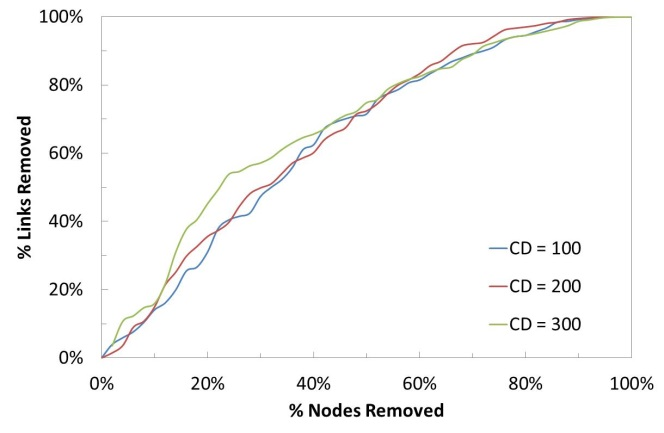 100%
80%
60%
40%
20%
0%
% Links Removed
CD = 100
CD = 200
CD = 300
0% 20% 40% 60% 80% 100%
% Nodes Removed